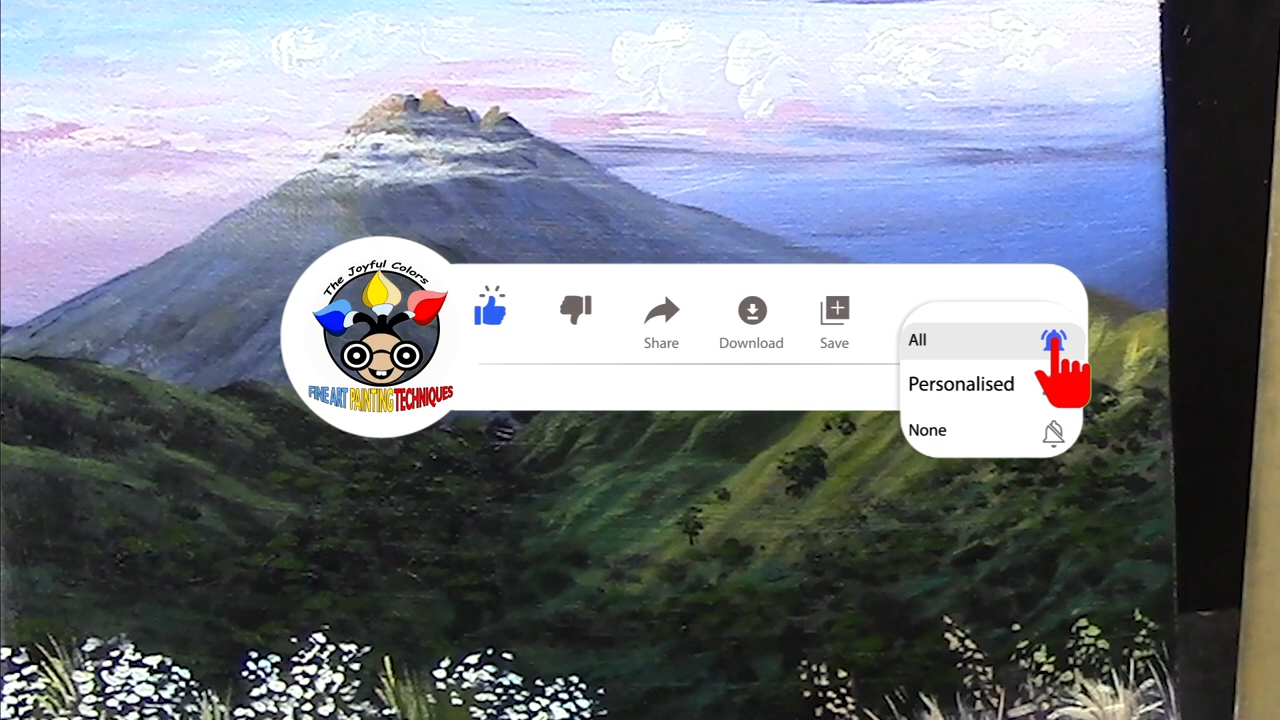 The Joyful Colors
FINE ART PAINTING TECHNIQUES
Share
Download
Save
All
Personalised
None